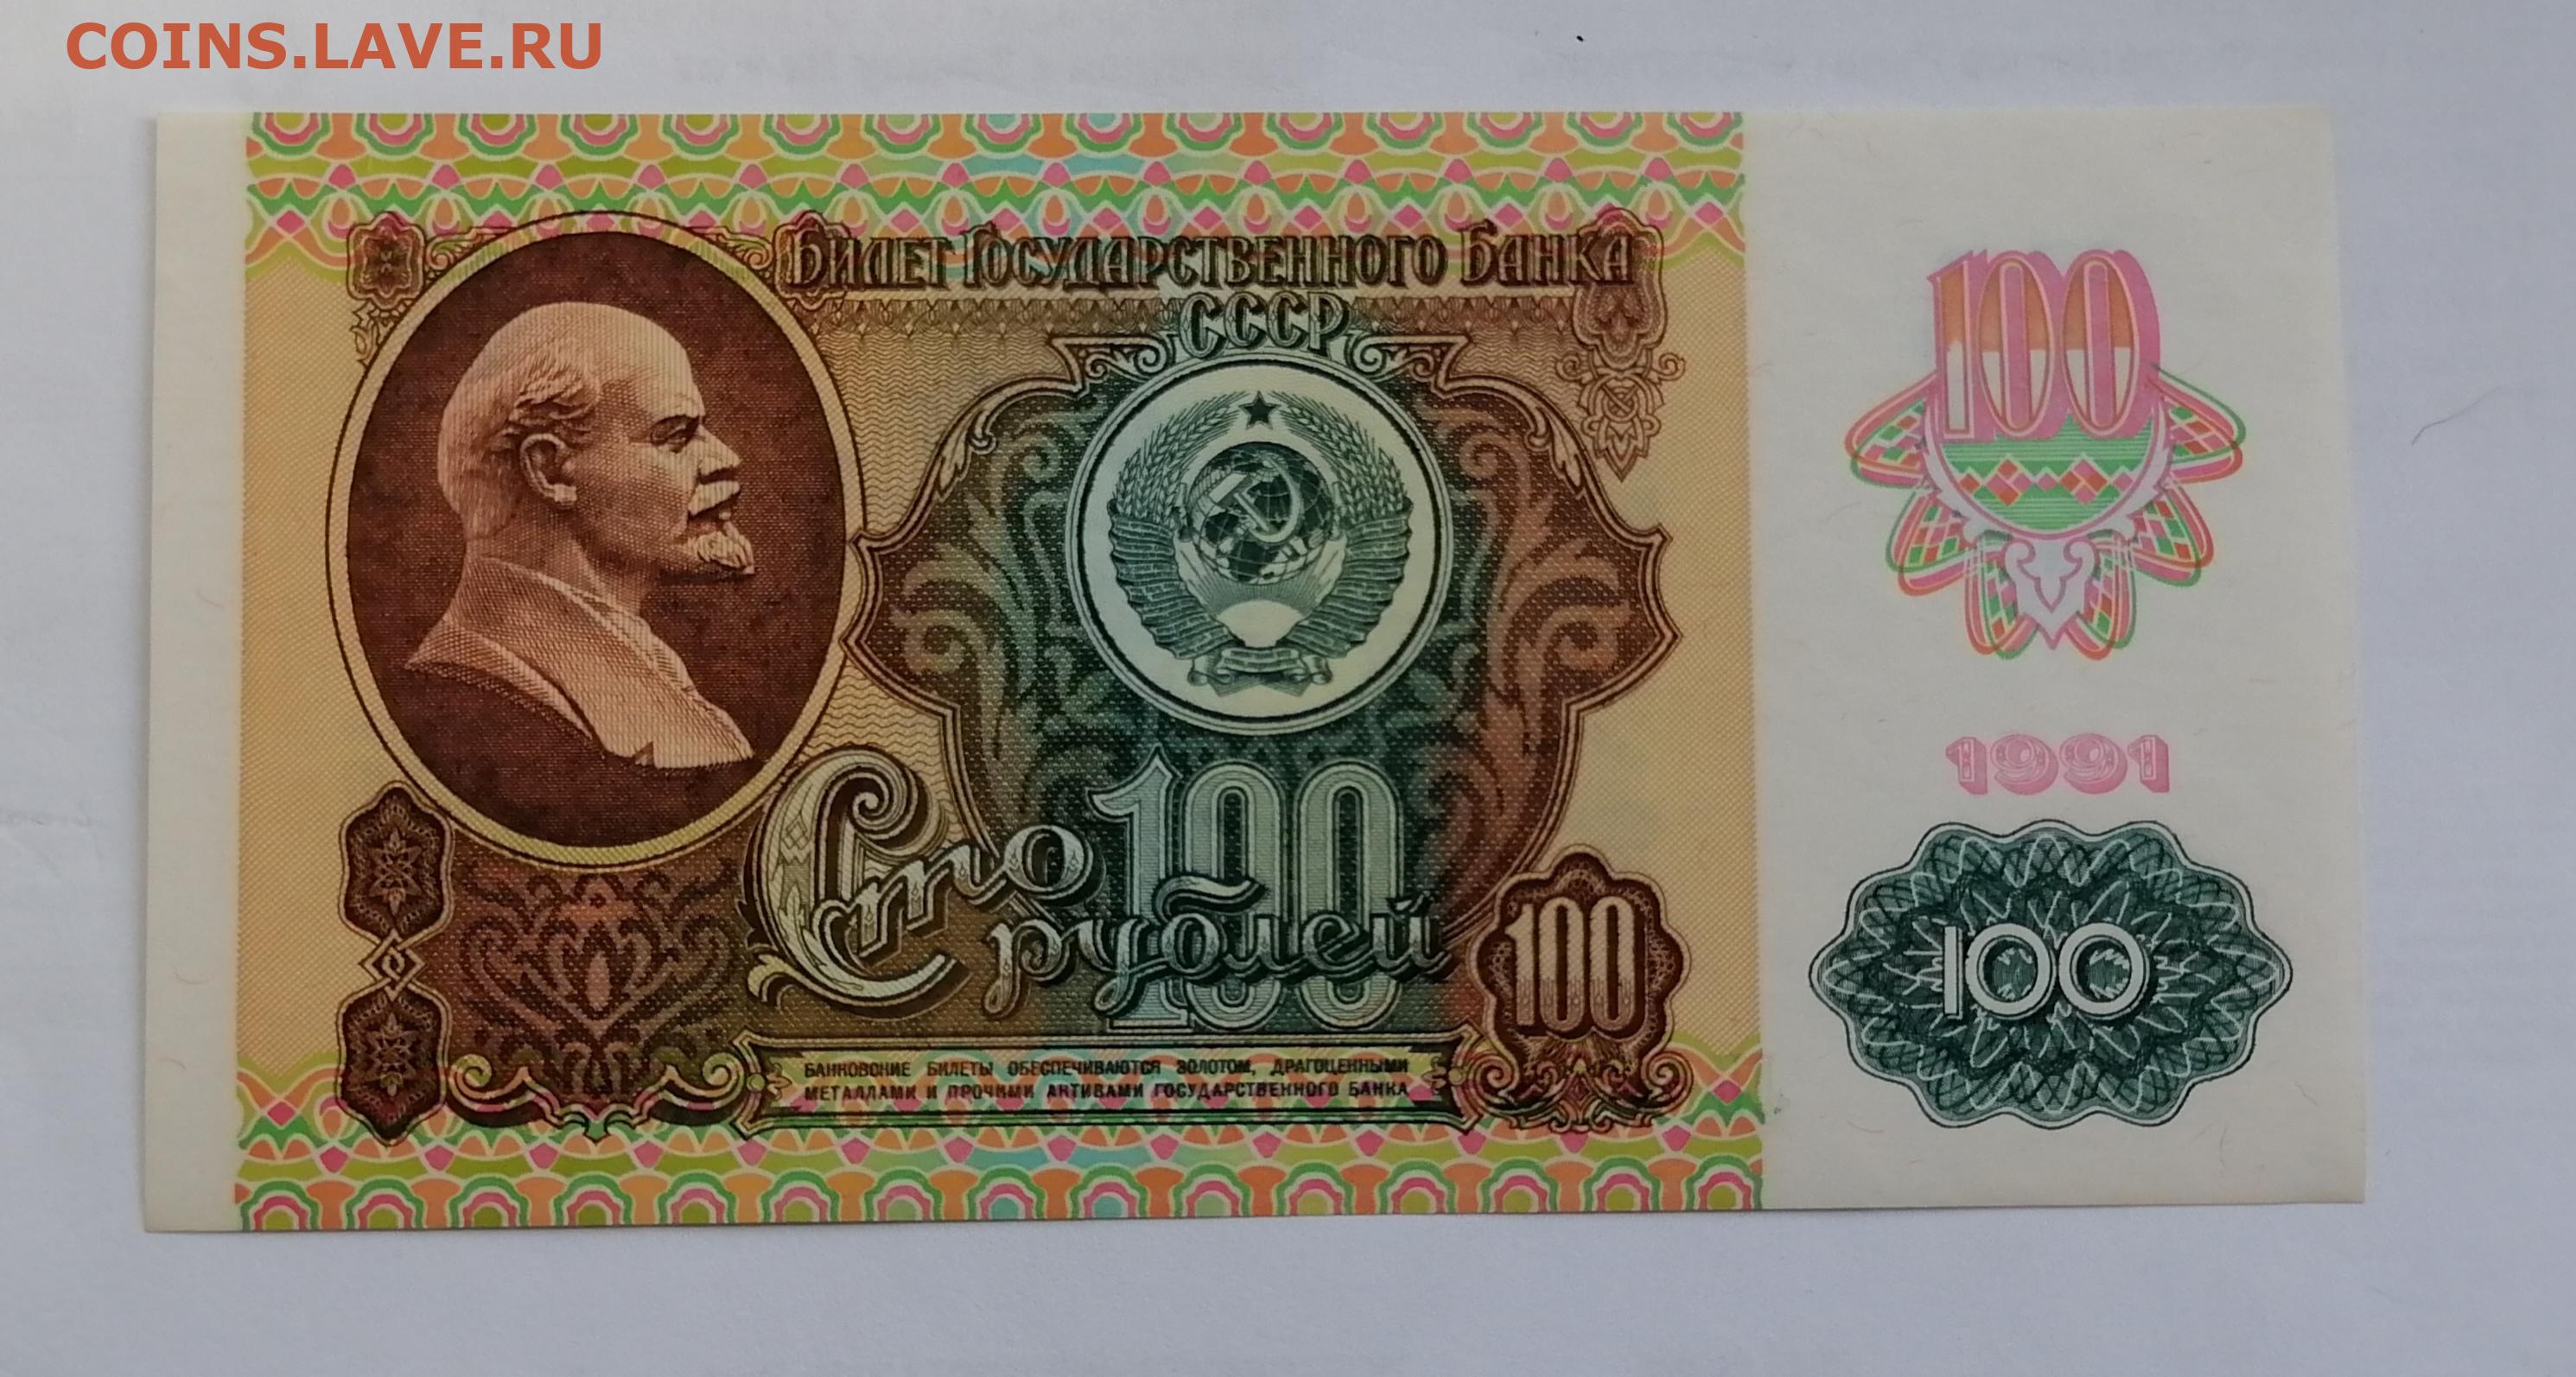 COINS.LAVE.RU
Билет Государственного Банка
СССР
100
1991
100
Сто
рублей
100
100
БАНКОВСКИЕ БИЛЕТЫ ОБЕСПЕЧИВАЮТСЯ ЗОЛОТОМ, ДРАГОЦЕННЫМИ
МЕТАЛЛАМИ И ПРОЧИМИ АКТИВАМИ ГОСУДАРСТВЕННОГО БАНКА